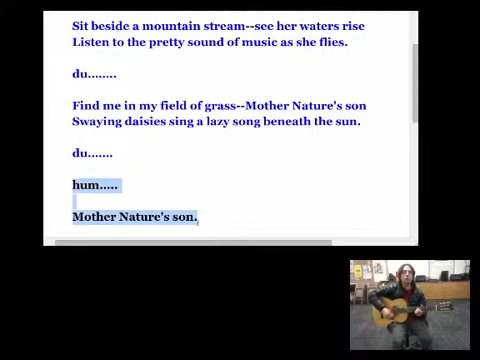 Sit beside a mountain stream--see her waters rise
Listen to the pretty sound of music as she flies.
du........
Find me in my field of grass--Mother Nature's son
Swaying daisies sing a lazy song beneath the sun.
du.......
hum.....
Mother Nature's son.